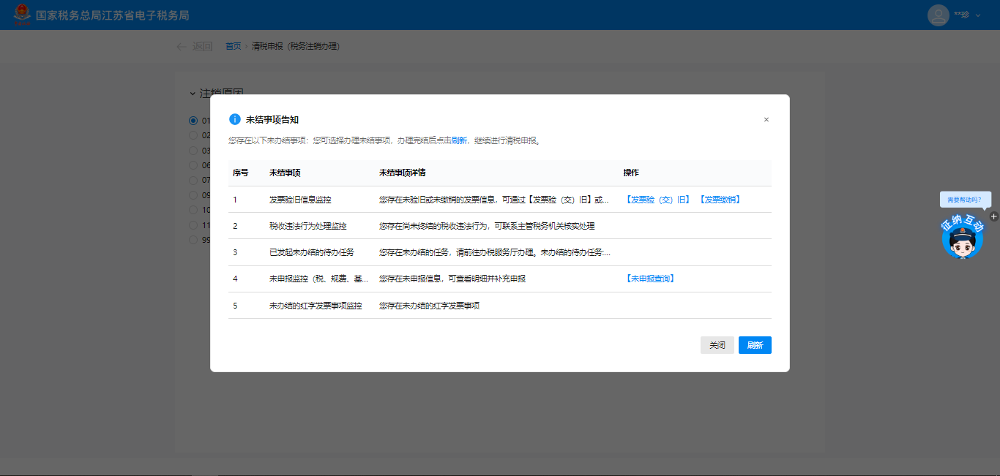 国家税务总局江苏省电子税务局
**珍
返回 首页 › 清税申报（税务注销办理）
注销原因
01
02
03
06
07
09
10
11
99
未结事项告知
您存在以下未办结事项：您可选择办理未结事项，办理完结后点击刷新，继续进行清税申报。
序号 未结事项 未结事项详情 操作
1 发票验旧信息监控 您存在未验旧或未缴销的发票信息，可通过【发票验（交）旧】或... 【发票验（交）旧】 【发票缴销】
2 税收违法行为处理监控 您存在尚未终结的税收违法行为，可联系主管税务机关核实处理
3 已发起未办结的待办任务 您存在未办结的任务，请前往办税服务厅办理。未办结的待办任务:...
4 未申报监控（税、规费、基... 您存在未申报信息，可查看明细并补充申报 【未申报查询】
5 未办结的红字发票事项监控 您存在未办结的红字发票事项
关闭 刷新
需要帮助吗?
征纳互动